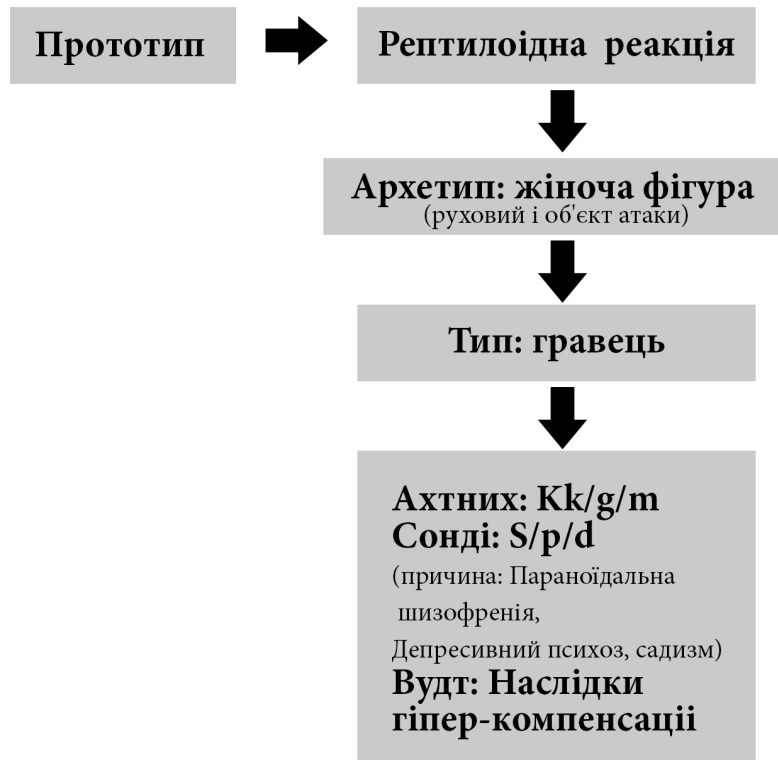 Прототип
Рептилоідна реакція
Архетип: жіноча фігура
(руховий і об'єкт атаки)
Тип: гравець
Ахтних: Kk/g/m
Сонді: S/p/d
(причина: Параноїдальна
шизофренія,
Депресивний психоз, садизм)
Вудт: Наслідки
гіпер-компенсаціі